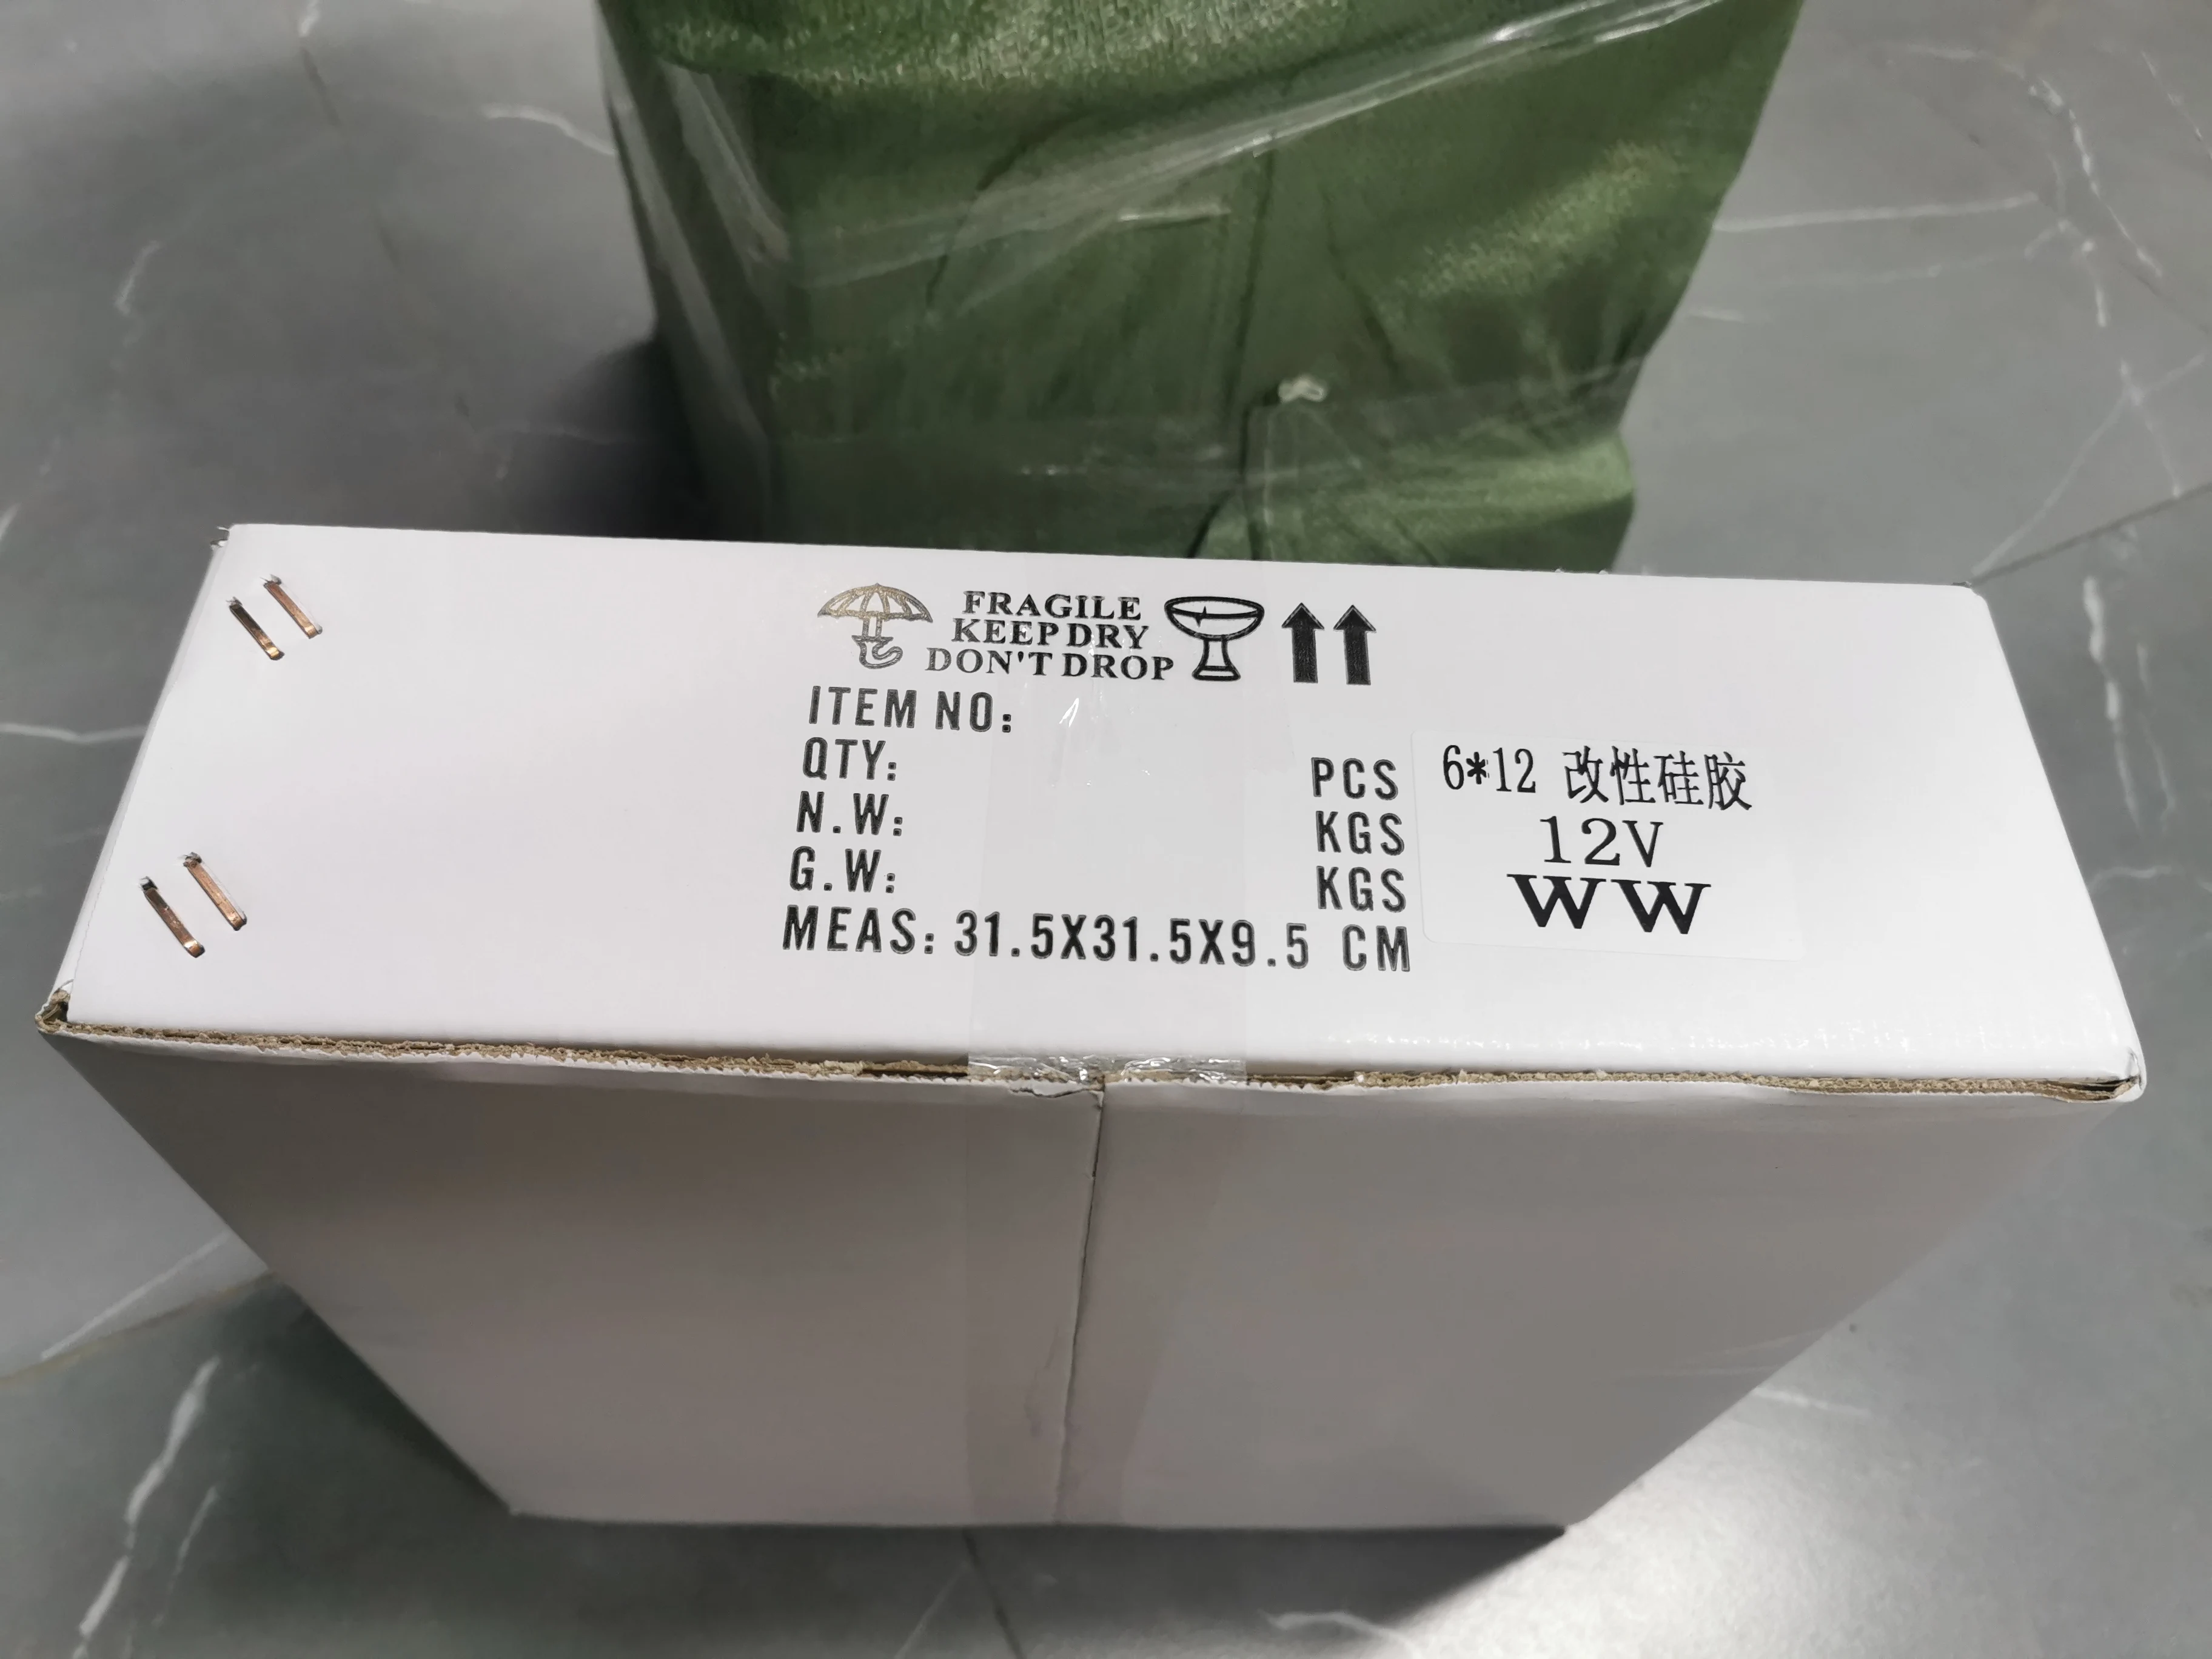 FRAGILE
KEEP DRY
DON'T DROP
ITEM NO:
QTY: PCS
N.W: KGS
G.W: KGS
MEAS: 31.5X31.5X9.5 CM
6*12 改性硅胶
12V
WW